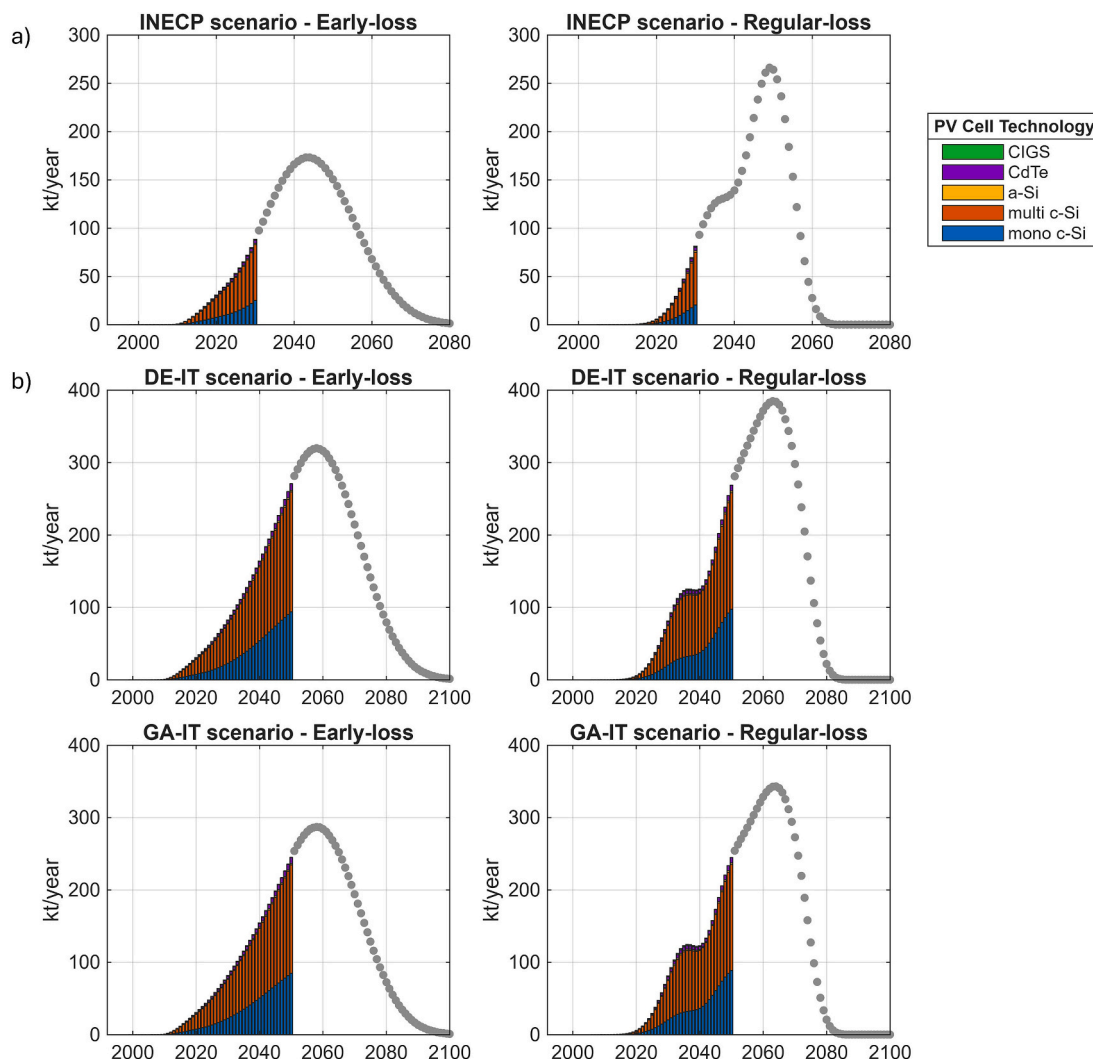 a)
INECP scenario - Early-loss
300
250
200
150
100
50
0
kt/year
2000 2020 2040 2060 2080
INECP scenario - Regular-loss
300
250
200
150
100
50
0
kt/year
2000 2020 2040 2060 2080
PV Cell Technology
CIGS
CdTe
a-Si
multi c-Si
mono c-Si
b)
DE-IT scenario - Early-loss
400
300
200
100
0
kt/year
2000 2020 2040 2060 2080 2100
DE-IT scenario - Regular-loss
400
300
200
100
0
kt/year
2000 2020 2040 2060 2080 2100
GA-IT scenario - Early-loss
400
300
200
100
0
kt/year
2000 2020 2040 2060 2080 2100
GA-IT scenario - Regular-loss
400
300
200
100
0
kt/year
2000 2020 2040 2060 2080 2100